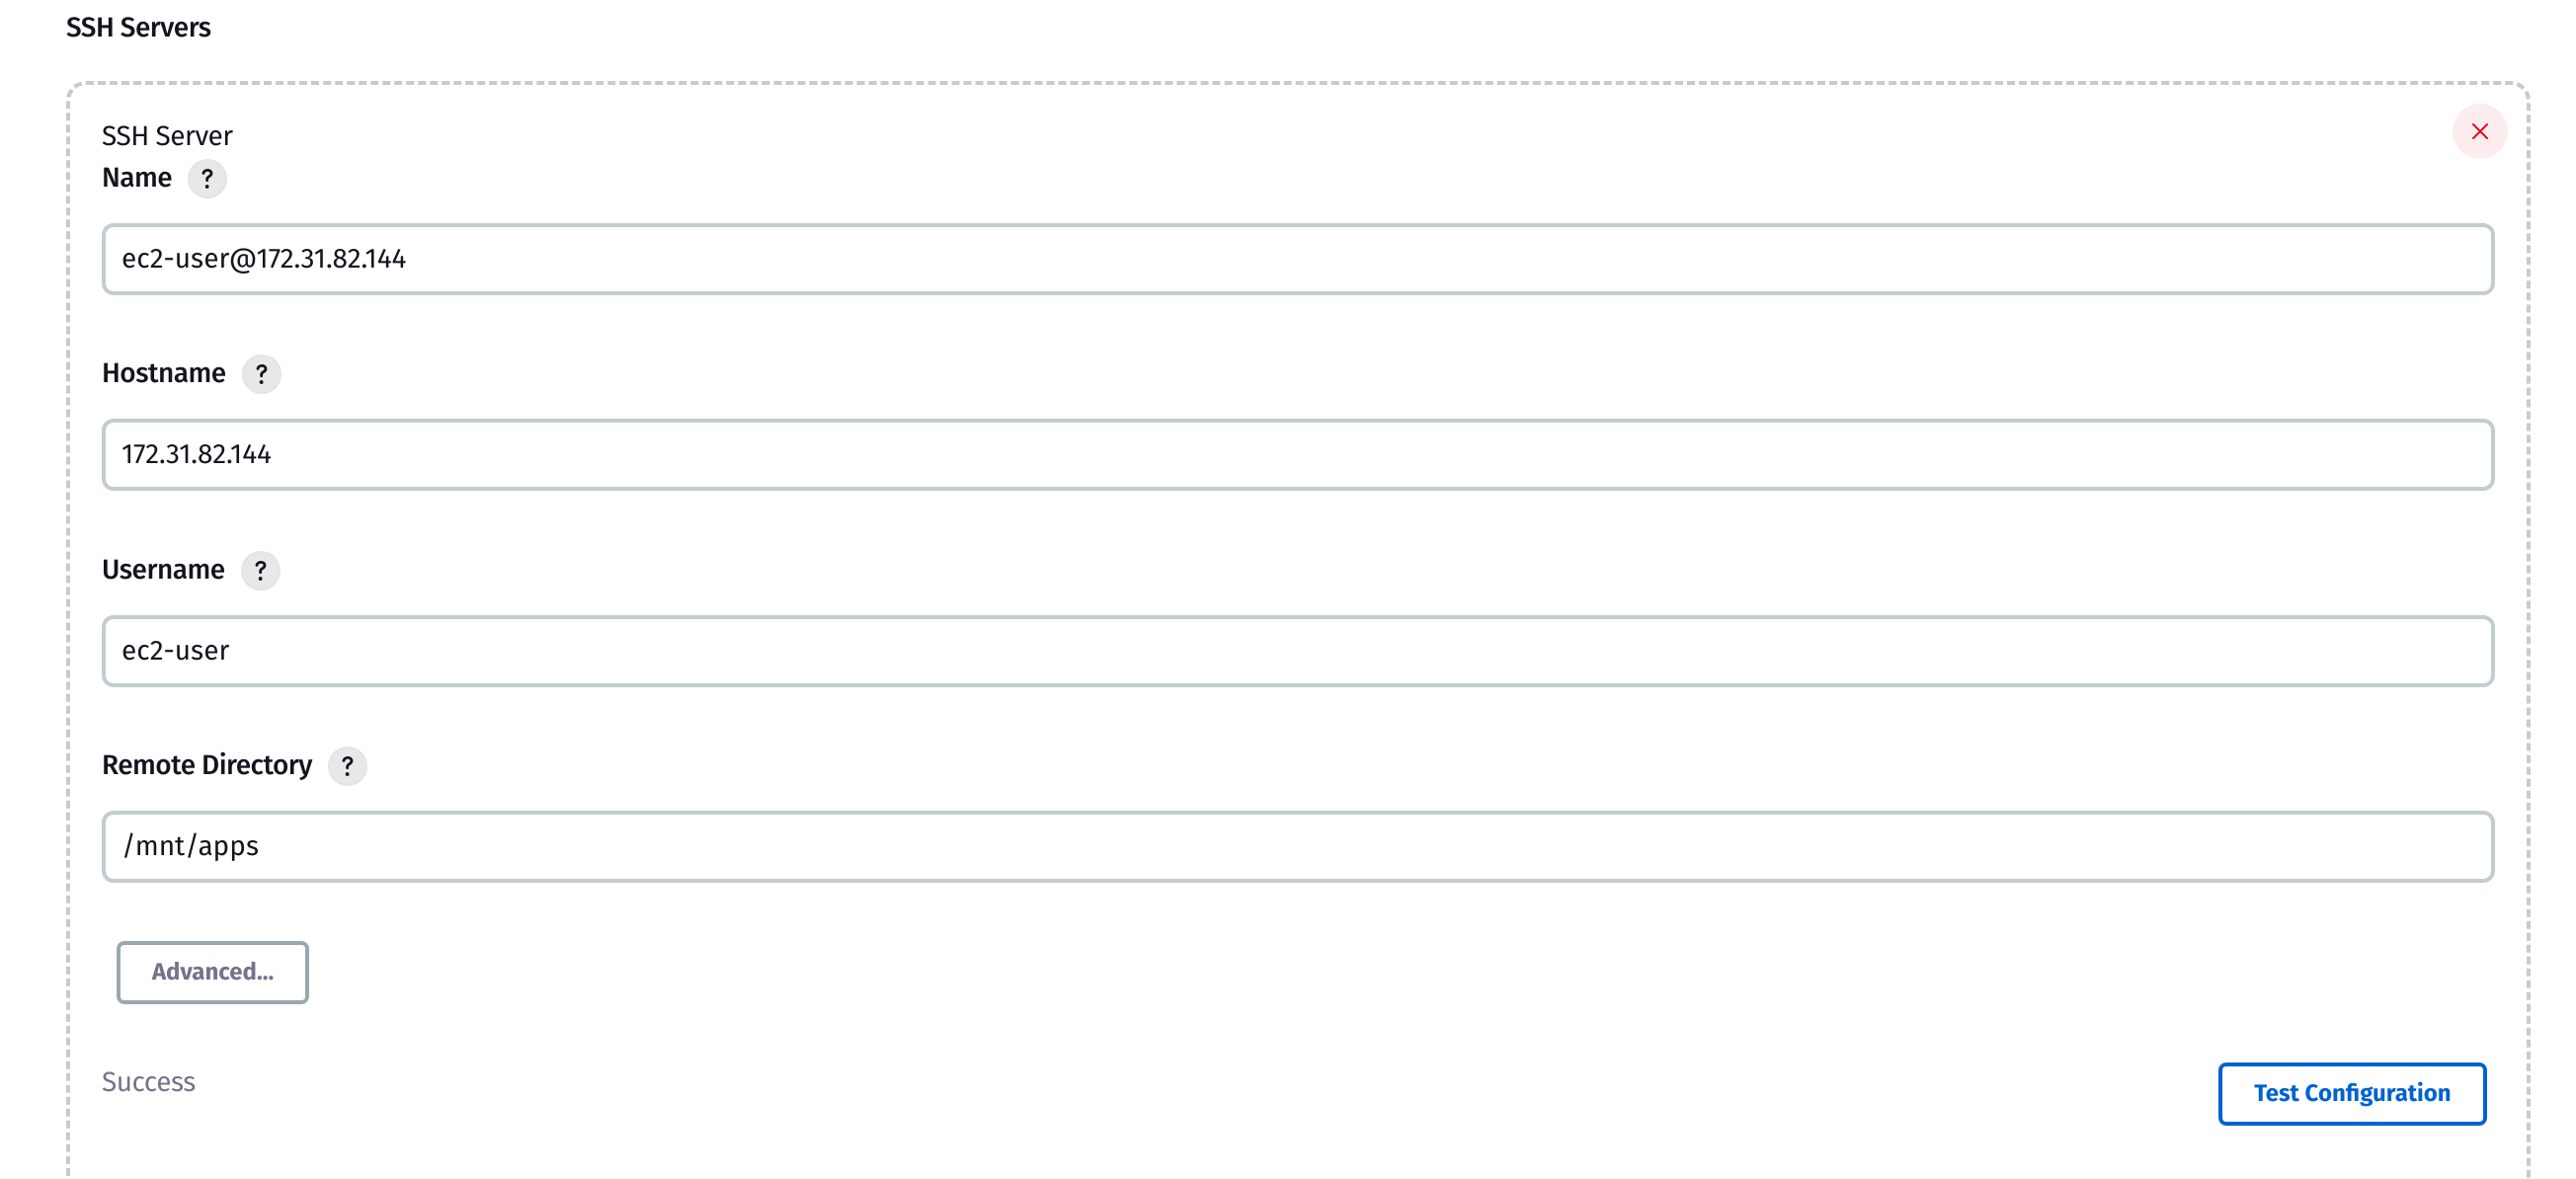 SSH Servers
SSH Server
Name ?
ec2-user@172.31.82.144
Hostname ?
172.31.82.144
Username ?
ec2-user
Remote Directory ?
/mnt/apps
Advanced...
Success
Test Configuration